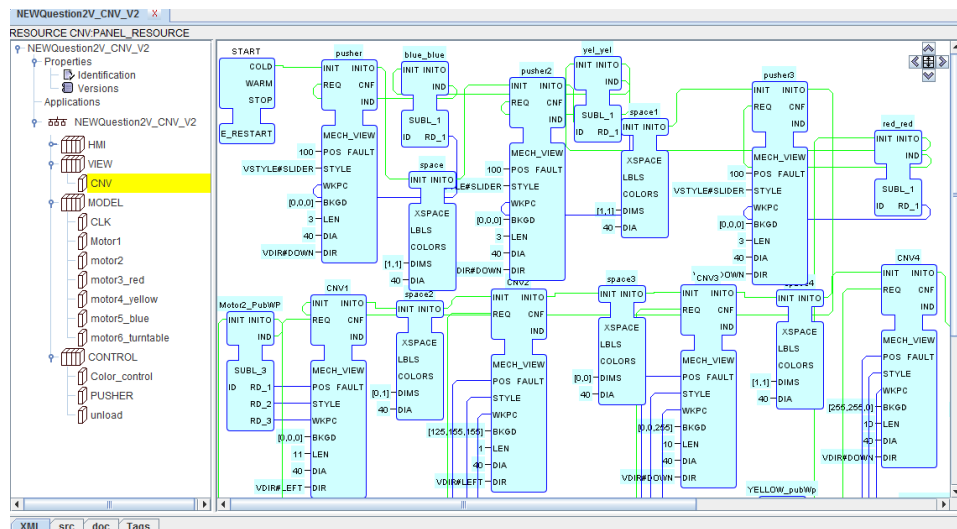 NEWQuestion2V_CNV_V2 X
RESOURCE CNV:PANEL_RESOURCE
NEWQuestion2V_CNV_V2
Properties
Identification
Versions
Applications
NEWQuestion2V_CNV_V2
HMI
VIEW
CNV
MODEL
CLK
Motor1
motor2
motor3_red
motor4_yellow
motor5_blue
motor6_turntable
CONTROL
Color_control
PUSHER
unload
START
COLD
WARM
STOP
E_RESTART
pusher
INIT INITO
REQ CNF
IND
MECH_VIEW
100 POS FAULT
VSTYLE#SLIDER STYLE
WKPC
[0,0,0] BKGD
3 LEN
40 DIA
VDIR#DOWN DIR
blue_blue
INIT INITO
IND
SUBL_1
ID RD_1
space
INIT INITO
XSPACE
LBLS
COLORS
[1,1] DIMS
40 DIA
pusher2
INIT INITO
REQ CNF
IND
MECH_VIEW
100 POS FAULT
LE#SLIDER STYLE
WKPC
[0,0,0] BKGD
3 LEN
40 DIA
DIR#DOWN DIR
yel_yel
INIT INITO
IND
SUBL_1
ID RD_1
space1
INIT INITO
XSPACE
LBLS
COLORS
[1,1] DIMS
40 DIA
pusher3
INIT INITO
REQ CNF
IND
MECH_VIEW
100 POS FAULT
VSTYLE#SLIDER STYLE
WKPC
[0,0,0] BKGD
3 LEN
40 DIA
DOWN DIR
red_red
INIT INITO
IND
SUBL_1
ID RD_1
Motor2_PubWP
INIT INITO
IND
SUBL_3
ID RD_1
RD_2
RD_3
CNV1
INIT INITO
REQ CNF
IND
MECH_VIEW
POS FAULT
STYLE
WKPC
[0,0,0] BKGD
11 LEN
40 DIA
VDIR#LEFT DIR
space2
INIT INITO
XSPACE
LBLS
COLORS
[0,1] DIMS
40 DIA
CNV2
INIT INITO
REQ CNF
IND
MECH_VIEW
POS FAULT
STYLE
WKPC
[125,155,155] BKGD
1 LEN
40 DIA
VDIR#LEFT DIR
space3
INIT INITO
XSPACE
LBLS
COLORS
[0,0] DIMS
40 DIA
CNV3
INIT INITO
REQ CNF
IND
MECH_VIEW
POS FAULT
STYLE
WKPC
[0,0,255] BKGD
10 LEN
40 DIA
VDIR#DOWN DIR
INIT INITO
XSPACE
LBLS
COLORS
[1,1] DIMS
40 DIA
CNV4
INIT INITO
REQ CNF
IND
MECH_VIEW
POS FAULT
STYLE
WKPC
[255,255,0] BKGD
10 LEN
40 DIA
VDIR#DOWN DIR
YELLOW_pubWp
XML src doc Tags